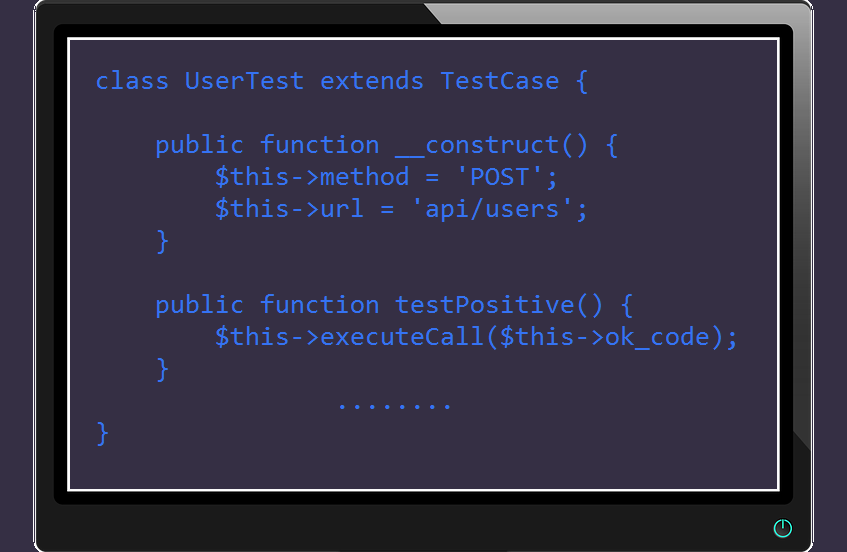 class UserTest extends TestCase {
public function __construct() {
$this->method = 'POST';
$this->url = 'api/users';
}
public function testPositive() {
$this->executeCall($this->ok_code);
}
........
}